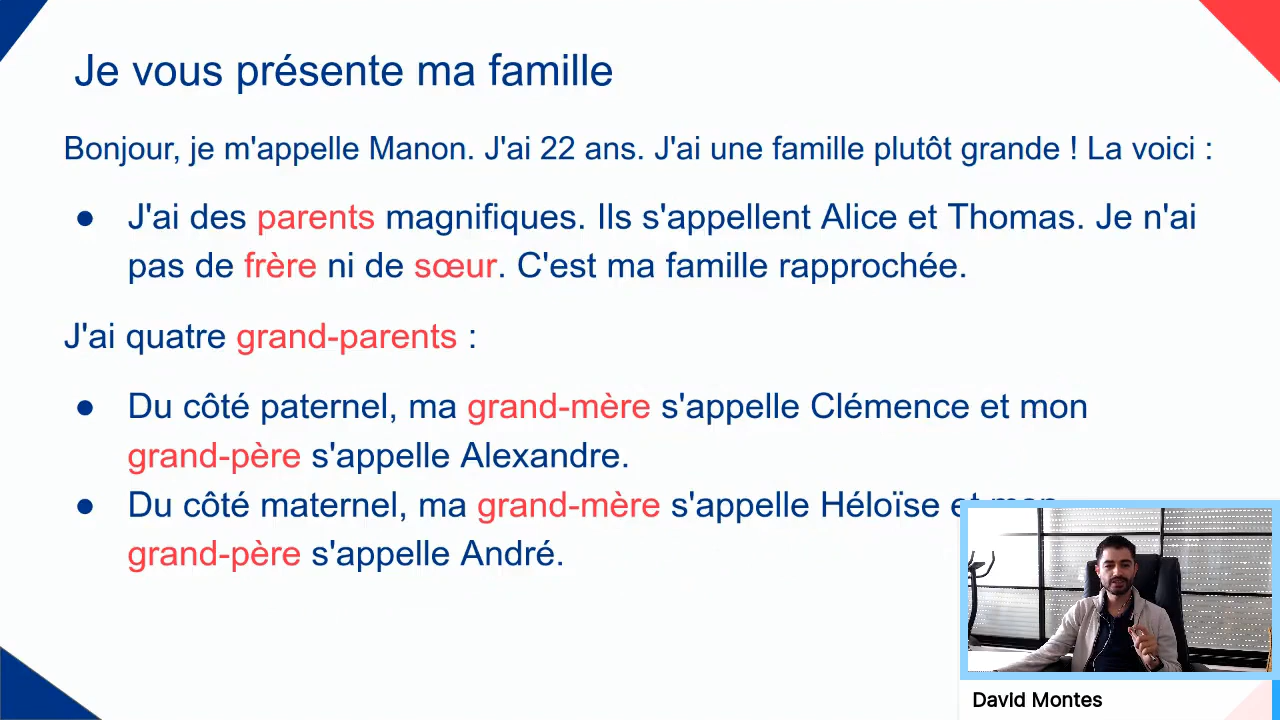 Je vous présente ma famille
Bonjour, je m'appelle Manon. J'ai 22 ans. J'ai une famille plutôt grande ! La voici :
● J'ai des parents magnifiques. Ils s'appellent Alice et Thomas. Je n'ai
pas de frère ni de sœur. C'est ma famille rapprochée.
J'ai quatre grand-parents :
● Du côté paternel, ma grand-mère s'appelle Clémence et mon
grand-père s'appelle Alexandre.
● Du côté maternel, ma grand-mère s'appelle Héloïse et mon
grand-père s'appelle André.
David Montes